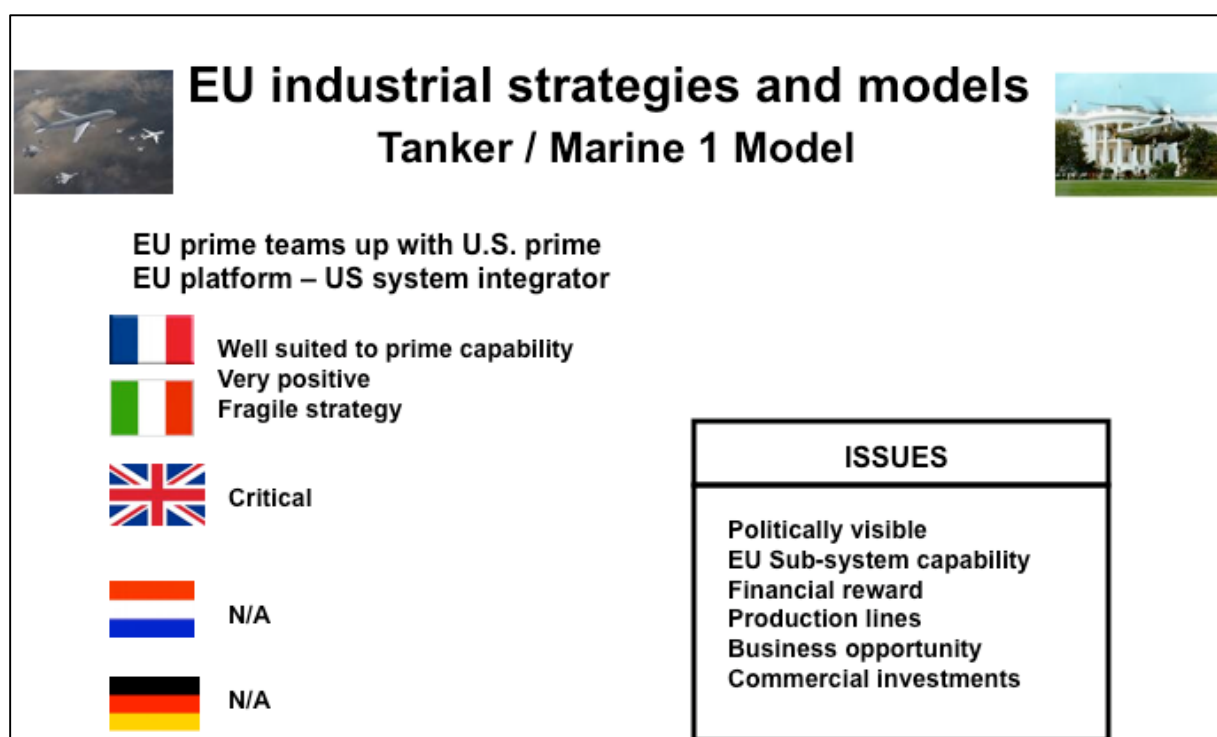 EU industrial strategies and models
Tanker / Marine 1 Model
EU prime teams up with U.S. prime
EU platform – US system integrator
Well suited to prime capability
Very positive
Fragile strategy
Critical
N/A
N/A
ISSUES
Politically visible
EU Sub-system capability
Financial reward
Production lines
Business opportunity
Commercial investments